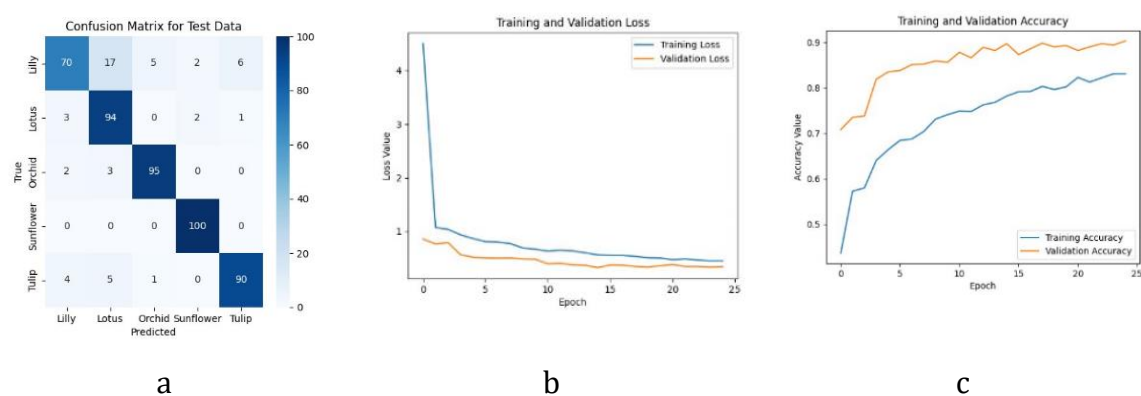 Confusion Matrix for Test Data
True
Lilly
Lotus
Orchid
Sunflower
Tulip
70 17 5 2 6
3 94 0 2 1
2 3 95 0 0
0 0 0 100 0
4 5 1 0 90
Lilly Lotus Orchid Sunflower Tulip
Predicted
100
80
60
40
20
0
a
Training and Validation Loss
Training Loss
Validation Loss
Loss Value
4
3
2
1
0 5 10 15 20 25
Epoch
b
Training and Validation Accuracy
Accuracy Value
0.9
0.8
0.7
0.6
0.5
Training Accuracy
Validation Accuracy
0 5 10 15 20 25
Epoch
c